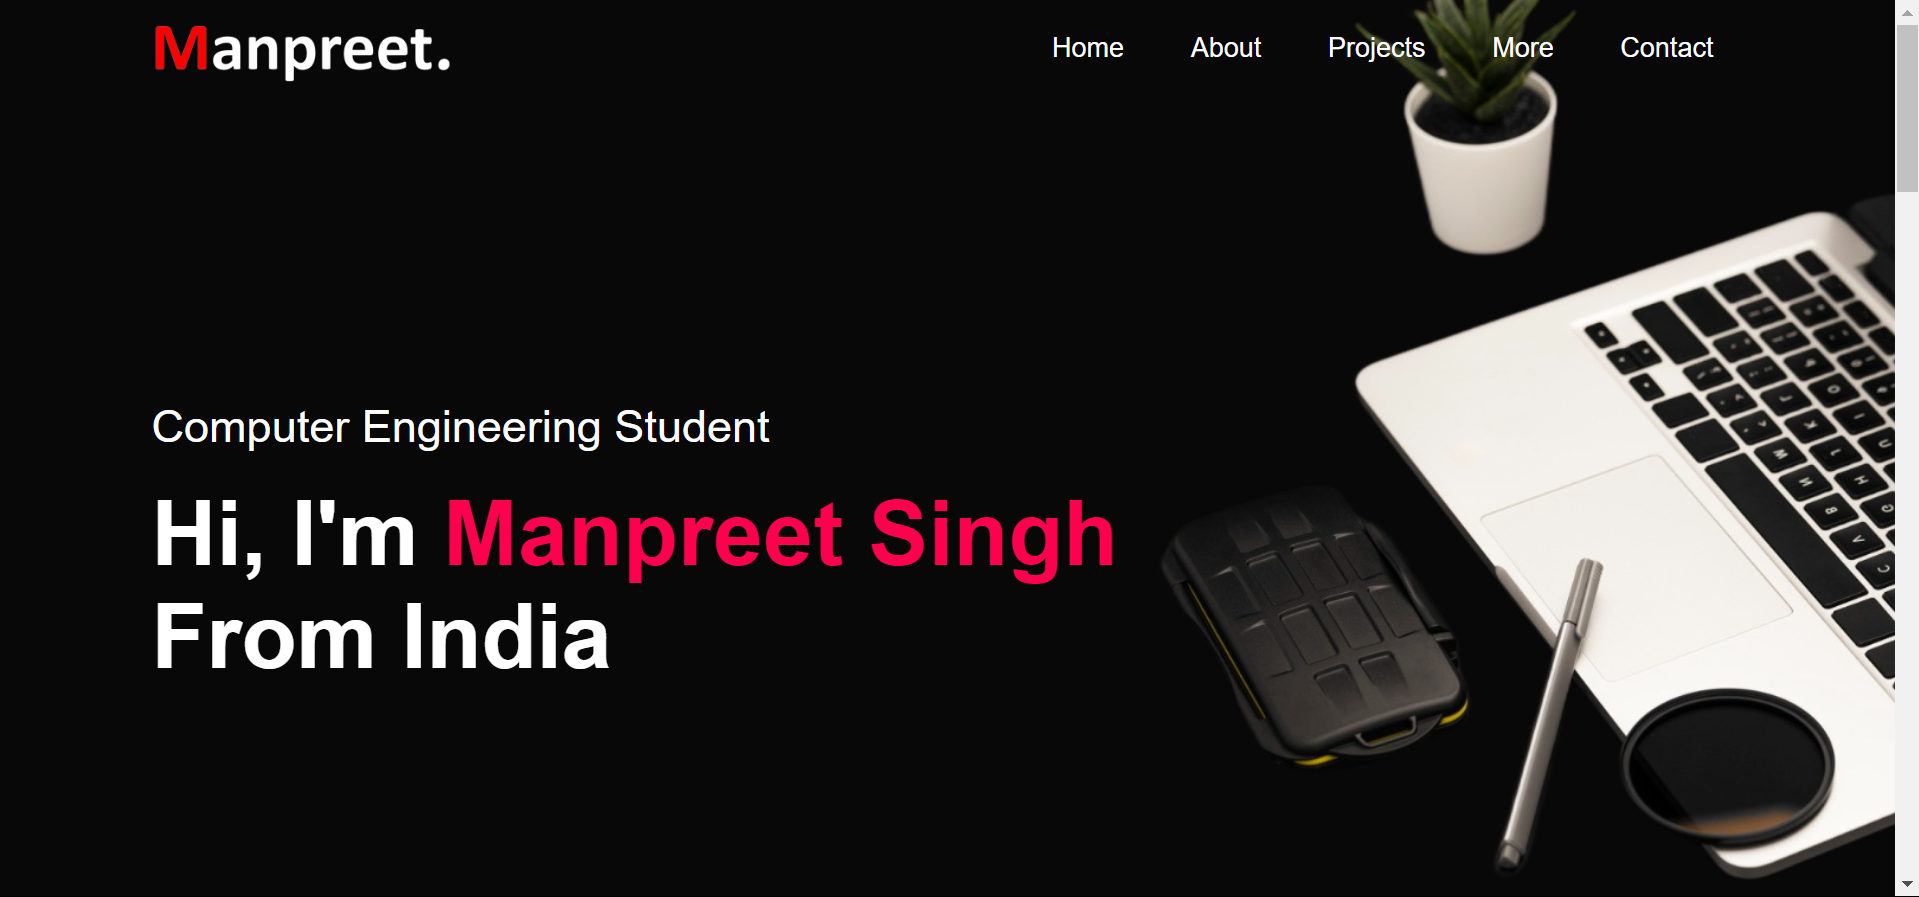 Manpreet.
Home About Projects More Contact
Computer Engineering Student
Hi, I'm Manpreet Singh
From India